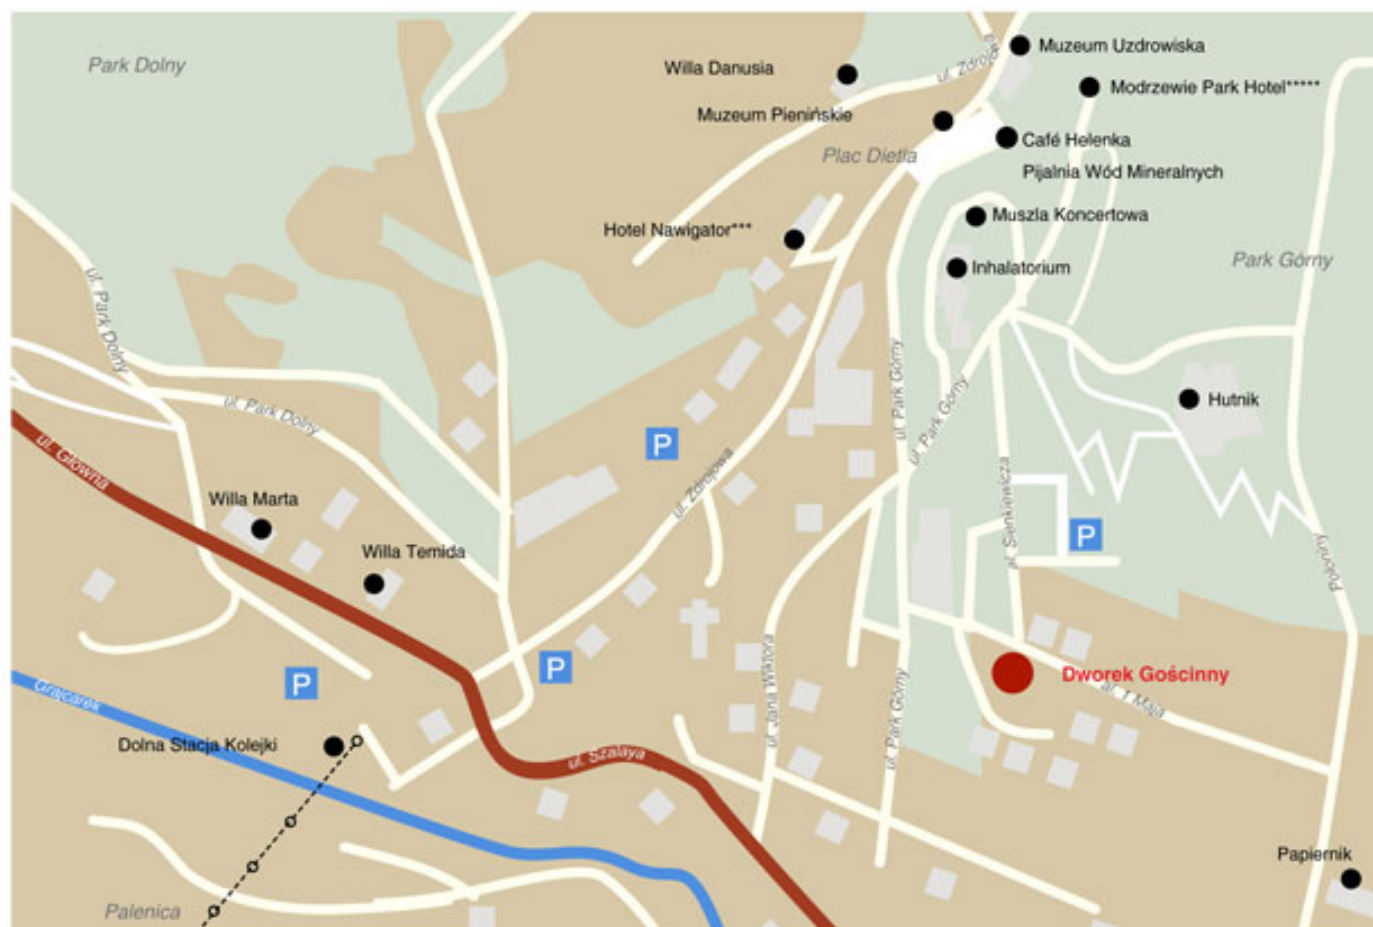 Muzeum Uzdrowiska
Park Dolny
Willa Danusia
ul. Zdrojowa
Modrzewie Park Hotel*****
Muzeum Pienińskie
Café Helenka
Plac Dietla
Pijalnia Wód Mineralnych
Muszla Koncertowa
Hotel Nawigator***
Park Górny
Inhalatorium
ul. Park Dolny
ul. Park Górny
ul. Park Dolny
Hutnik
ul. Park Górny
ul. Główna
P
ul. Zdrojowa
Willa Marta
al. Sienkiewicza
P
Willa Temida
Połoniny
P
P
Dworek Gościnny
Grajcarek
ul. Jana Wiktora
al. 1 Maja
ul. Park Górny
Dolna Stacja Kolejki
ul. Szalaya
Papiernik
Palenica